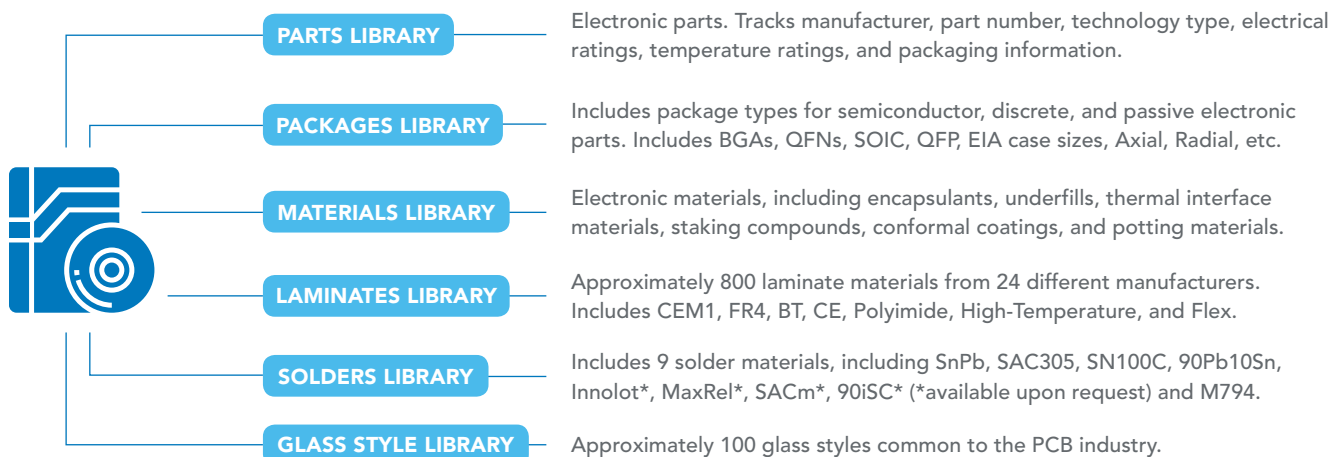 PARTS LIBRARY
Electronic parts. Tracks manufacturer, part number, technology type, electrical
ratings, temperature ratings, and packaging information.
PACKAGES LIBRARY
Includes package types for semiconductor, discrete, and passive electronic
parts. Includes BGAs, QFNs, SOIC, QFP, EIA case sizes, Axial, Radial, etc.
MATERIALS LIBRARY
Electronic materials, including encapsulants, underfills, thermal interface
materials, staking compounds, conformal coatings, and potting materials.
LAMINATES LIBRARY
Approximately 800 laminate materials from 24 different manufacturers.
Includes CEM1, FR4, BT, CE, Polyimide, High-Temperature, and Flex.
SOLDERS LIBRARY
Includes 9 solder materials, including SnPb, SAC305, SN100C, 90Pb10Sn,
Innolot*, MaxRel*, SACm*, 90iSC* (*available upon request) and M794.
GLASS STYLE LIBRARY
Approximately 100 glass styles common to the PCB industry.